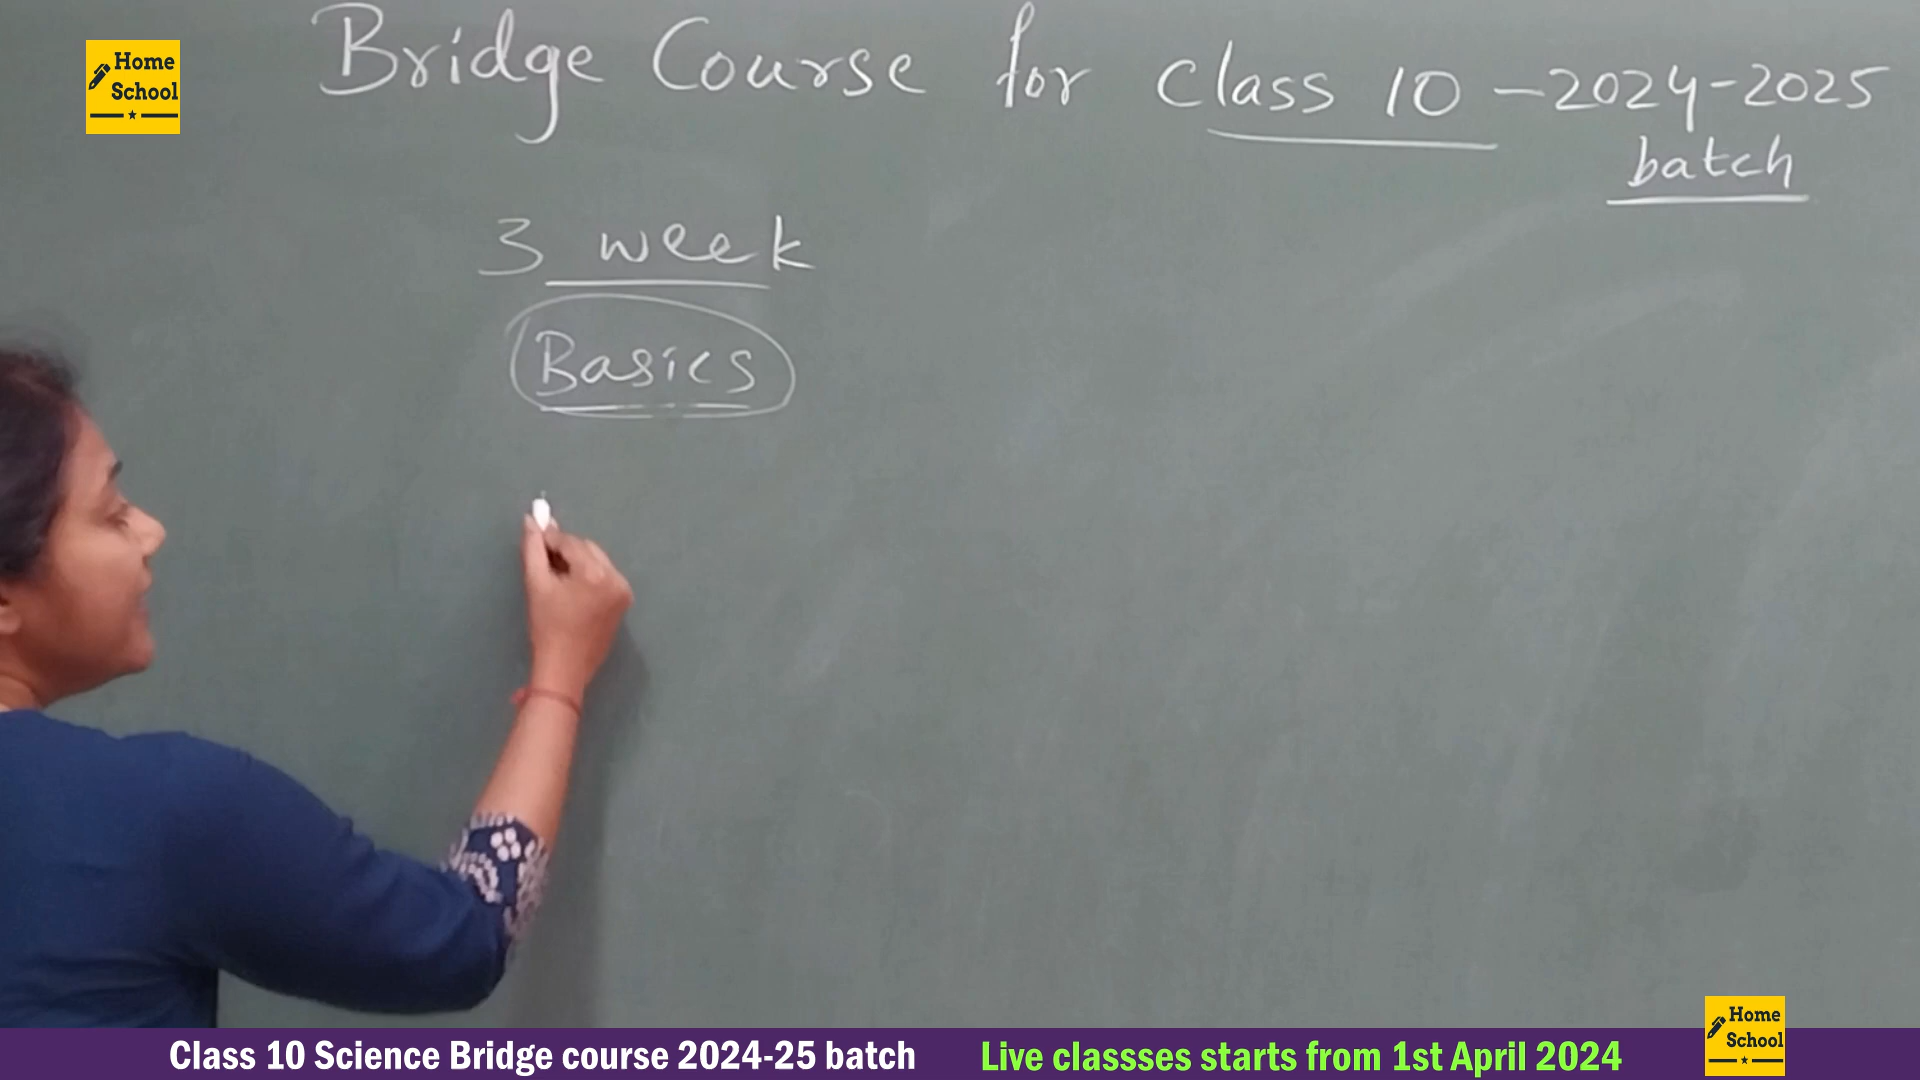 Home
School
Bridge Course for Class 10 - 2024-2025
batch
3 week
Basics
Class 10 Science Bridge course 2024-25 batch
Live classses starts from 1st April 2024
Home
School